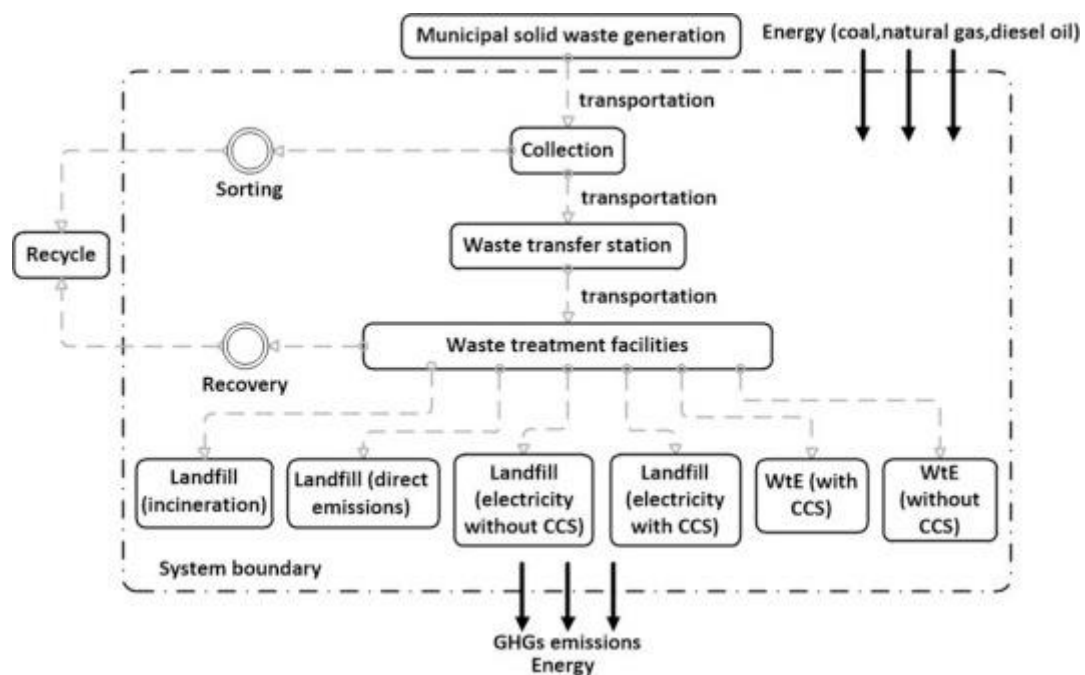 Municipal solid waste generation
Energy (coal,natural gas,diesel oil)
transportation
Collection
Sorting
transportation
Recycle
Waste transfer station
transportation
Waste treatment facilities
Recovery
Landfill
(incineration)
Landfill (direct
emissions)
Landfill
(electricity
without CCS)
Landfill
(electricity
with CCS)
WtE (with
CCS)
WtE
(without
CCS)
System boundary
GHGs emissions
Energy